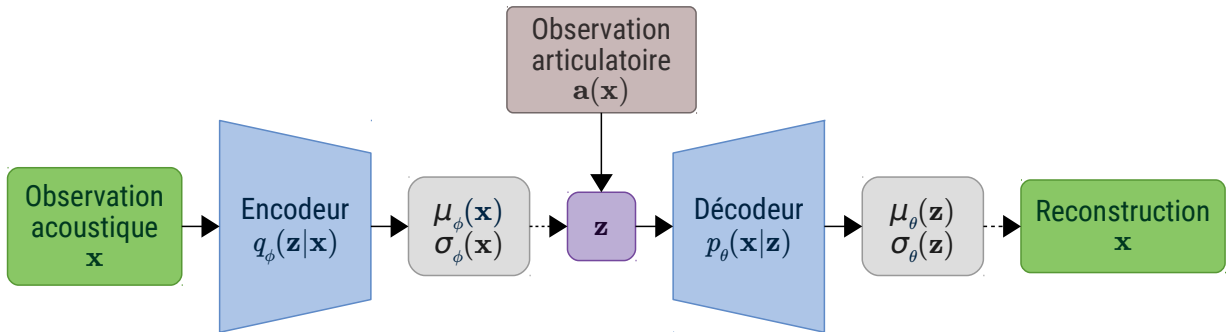 Observation
articulatoire
a(x)
Observation
acoustique
x
Encodeur
q_ϕ(z|x)
μ_ϕ(x)
σ_ϕ(x)
z
Décodeur
p_θ(x|z)
μ_θ(z)
σ_θ(z)
Reconstruction
x